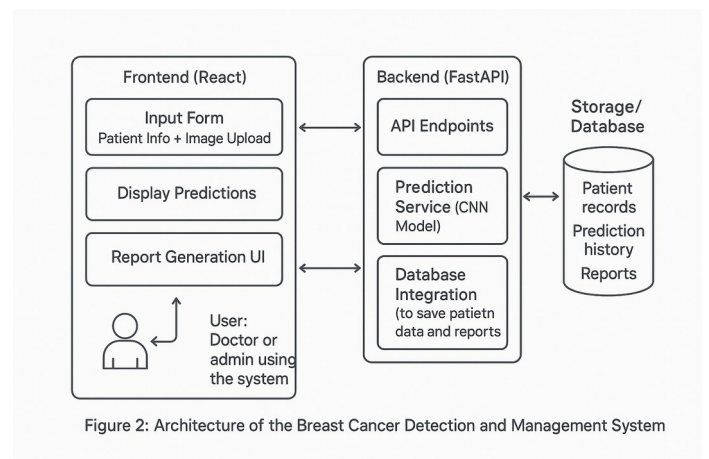 Frontend (React)
Input Form
Patient Info + Image Upload
Display Predictions
Report Generation UI
User:
Doctor or
admin using
the system
Backend (FastAPI)
API Endpoints
Prediction
Service (CNN
Model)
Database
Integration
(to save patietn
data and reports
Storage/
Database
Patient
records
Prediction
history
Reports
Figure 2: Architecture of the Breast Cancer Detection and Management System